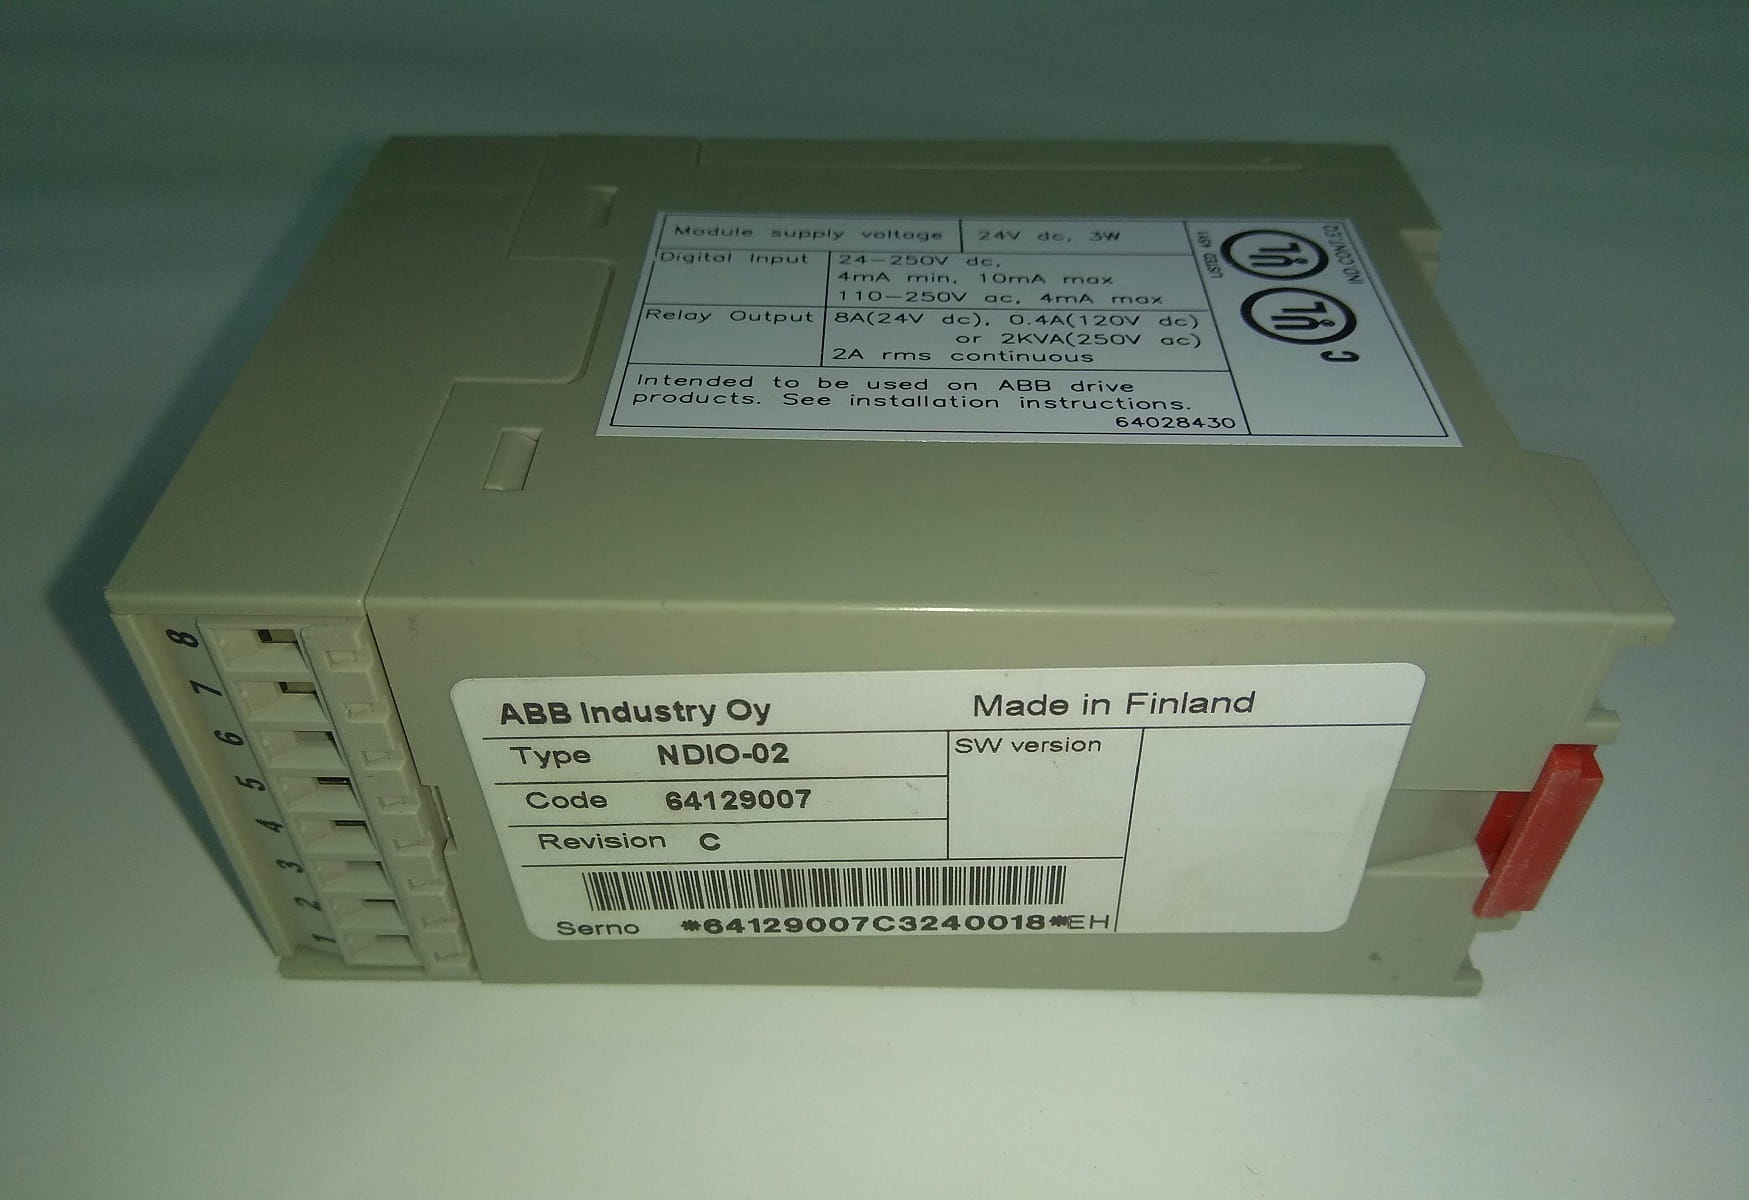 Module supply voltage 24V dc, 3W
Digital Input 24-250V dc,
4mA min, 10mA max
110-250V ac, 4mA max
Relay Output 8A(24V dc), 0.4A(120V dc)
or 2KVA(250V ac)
2A rms continuous
Intended to be used on ABB drive
products. See installation instructions.
64028430
LISTED 45Y1
UL
IND.CONT.EQ
UL
C
8
7
6
5
4
3
2
1
ABB Industry Oy Made in Finland
Type NDIO-02 SW version
Code 64129007
Revision C
Serno *64129007C3240018*EH